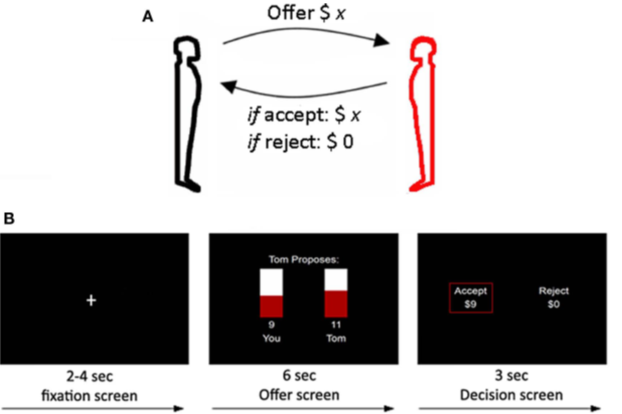 A
Offer $ x
if accept: $ x
if reject: $ 0
B
+
Tom Proposes:
9 11
You Tom
Accept Reject
$9 $0
2-4 sec
fixation screen
6 sec
Offer screen
3 sec
Decision screen